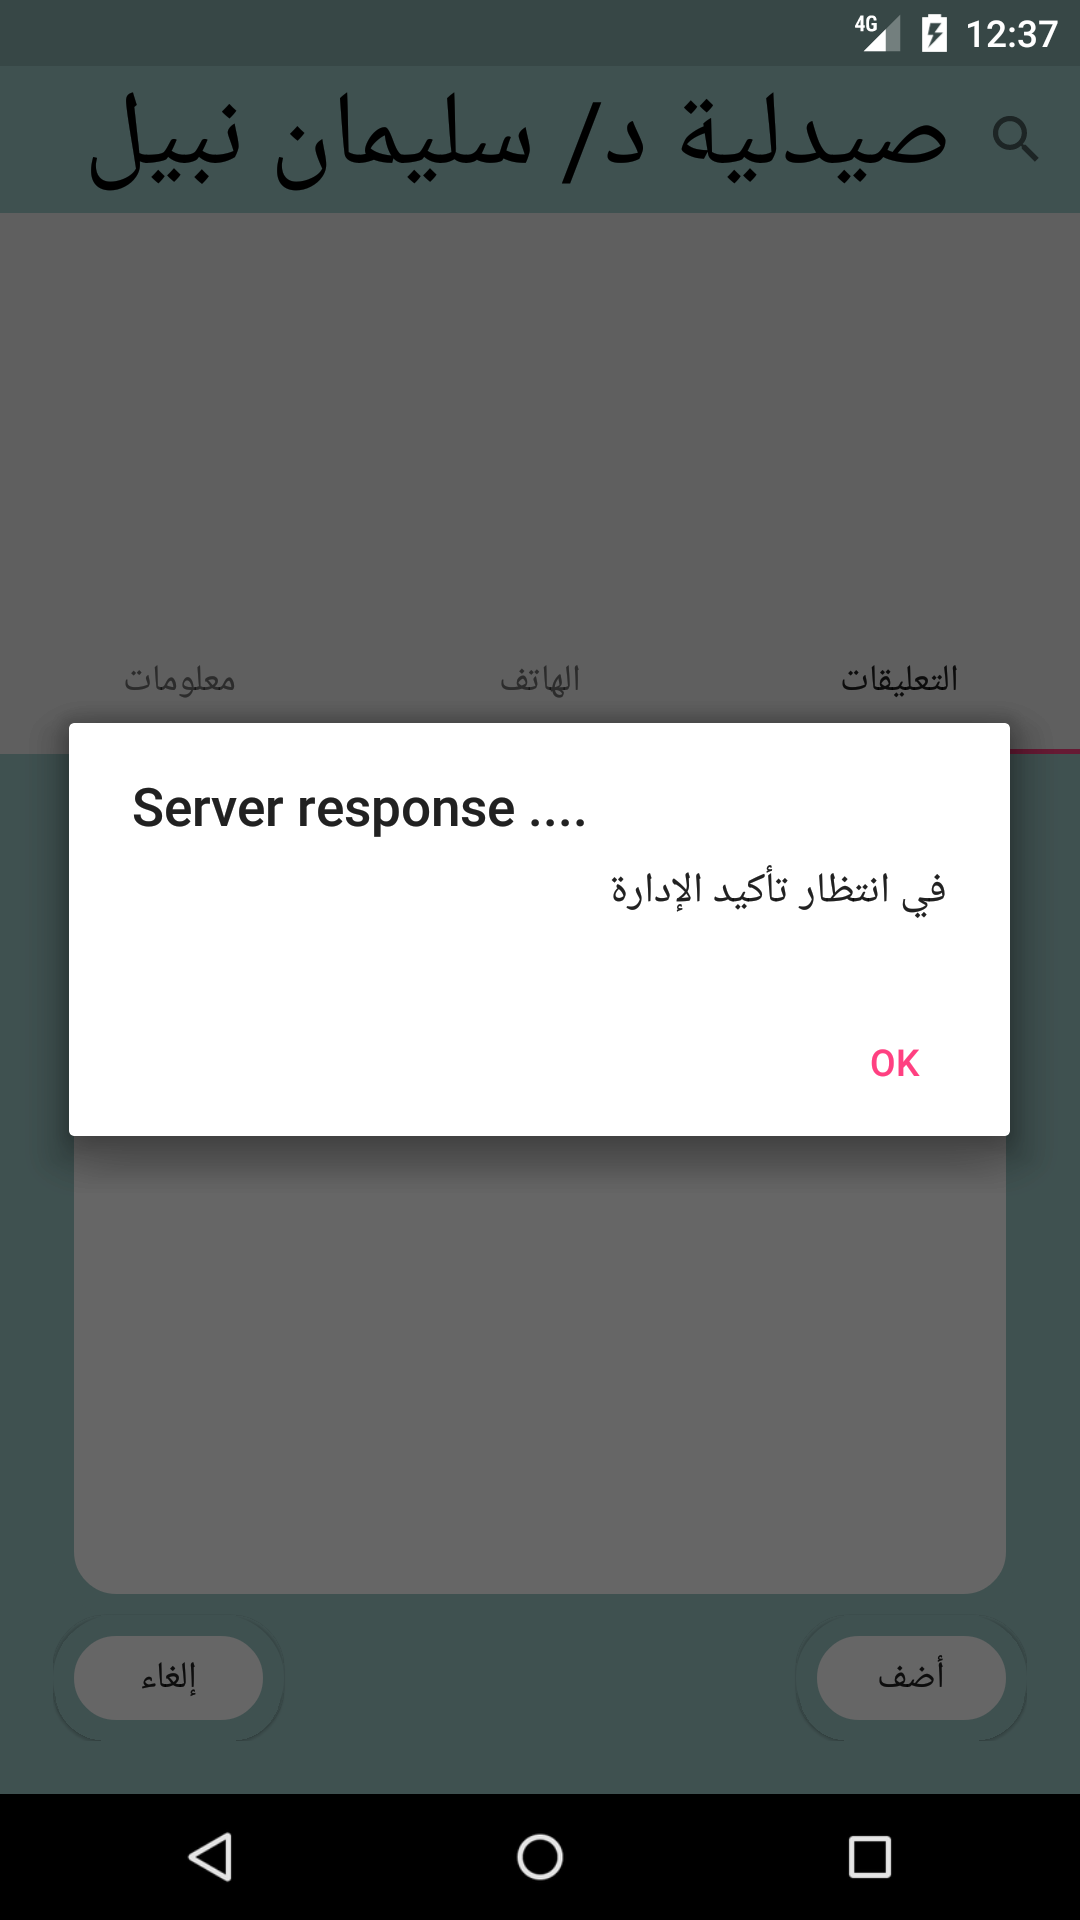 4G 12:37
صيدلية د/ سليمان نبيل
معلومات الهاتف التعليقات
Server response ....
في انتظار تأكيد الإدارة
OK
إلغاء أضف